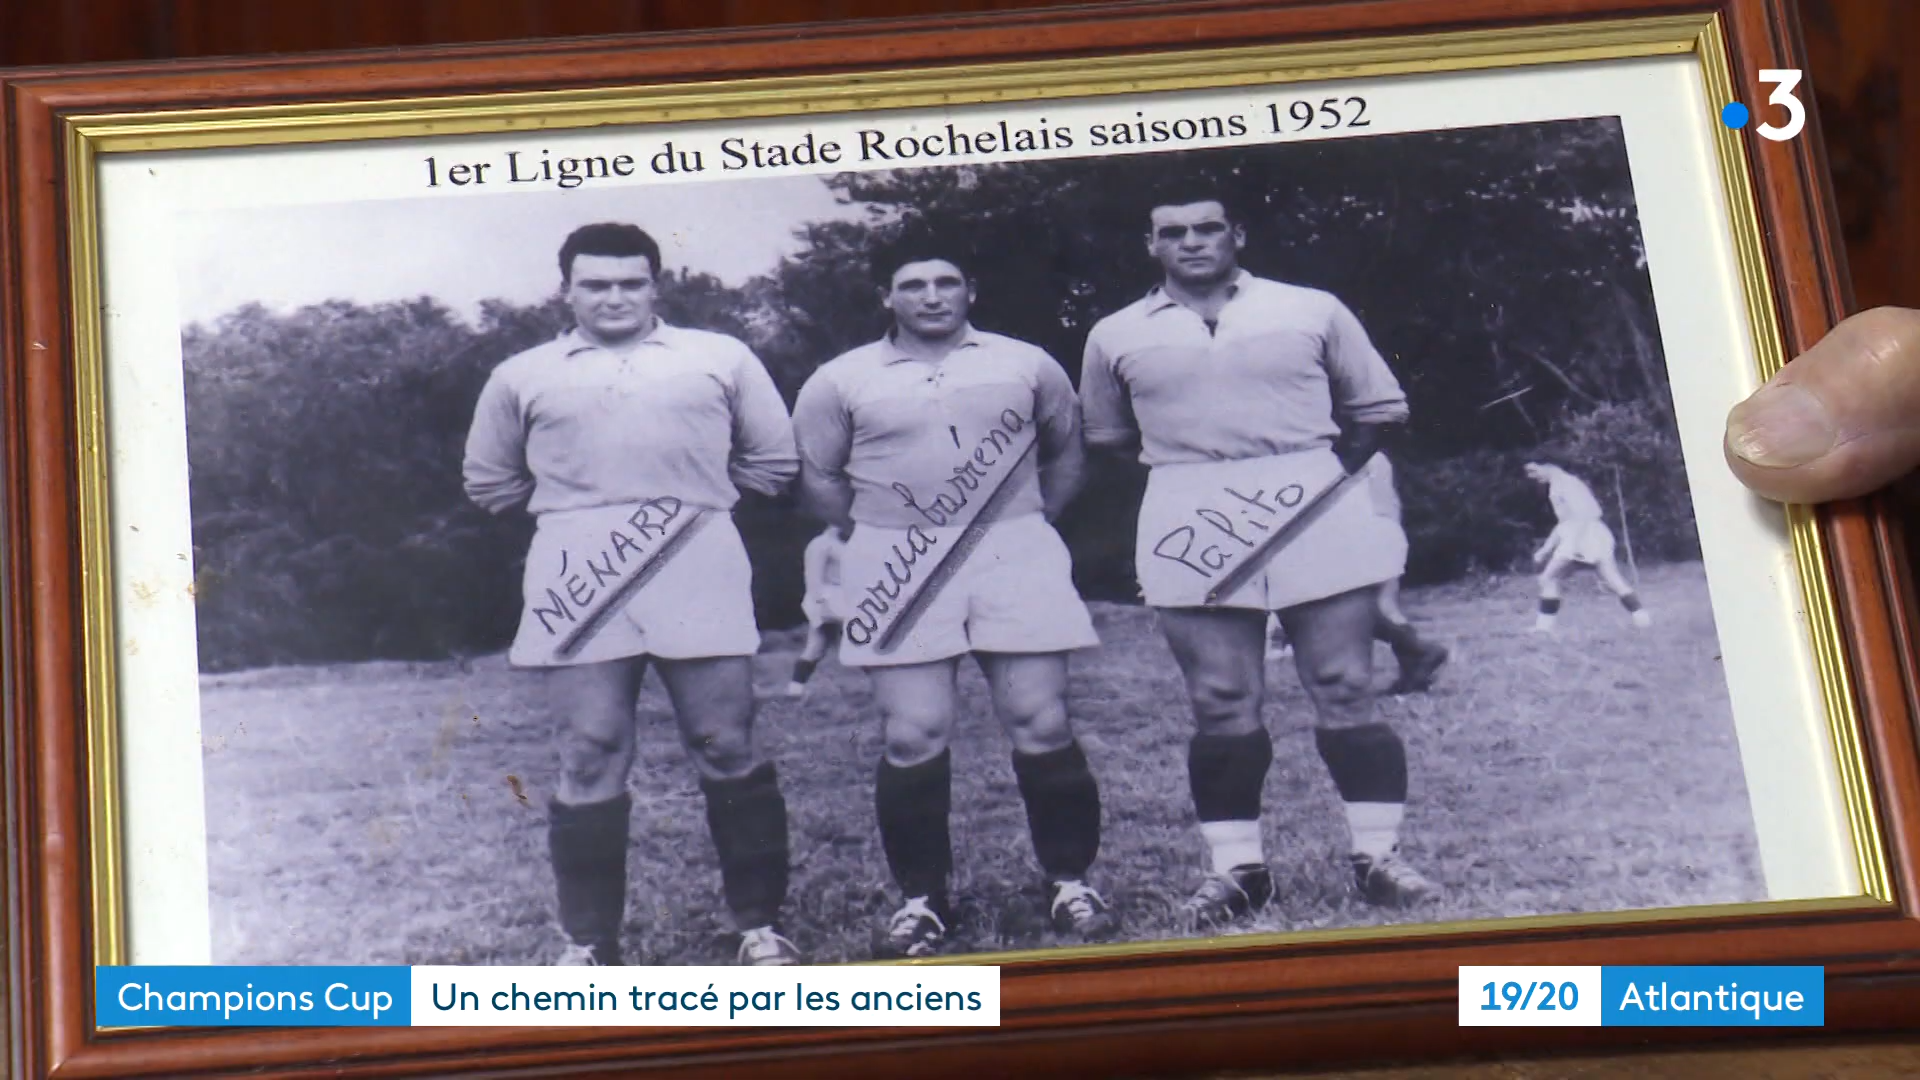 1er Ligne du Stade Rochelais saisons 1952
3
MÉNARD
arruabarréna
Palito
Champions Cup
Un chemin tracé par les anciens
19/20
Atlantique